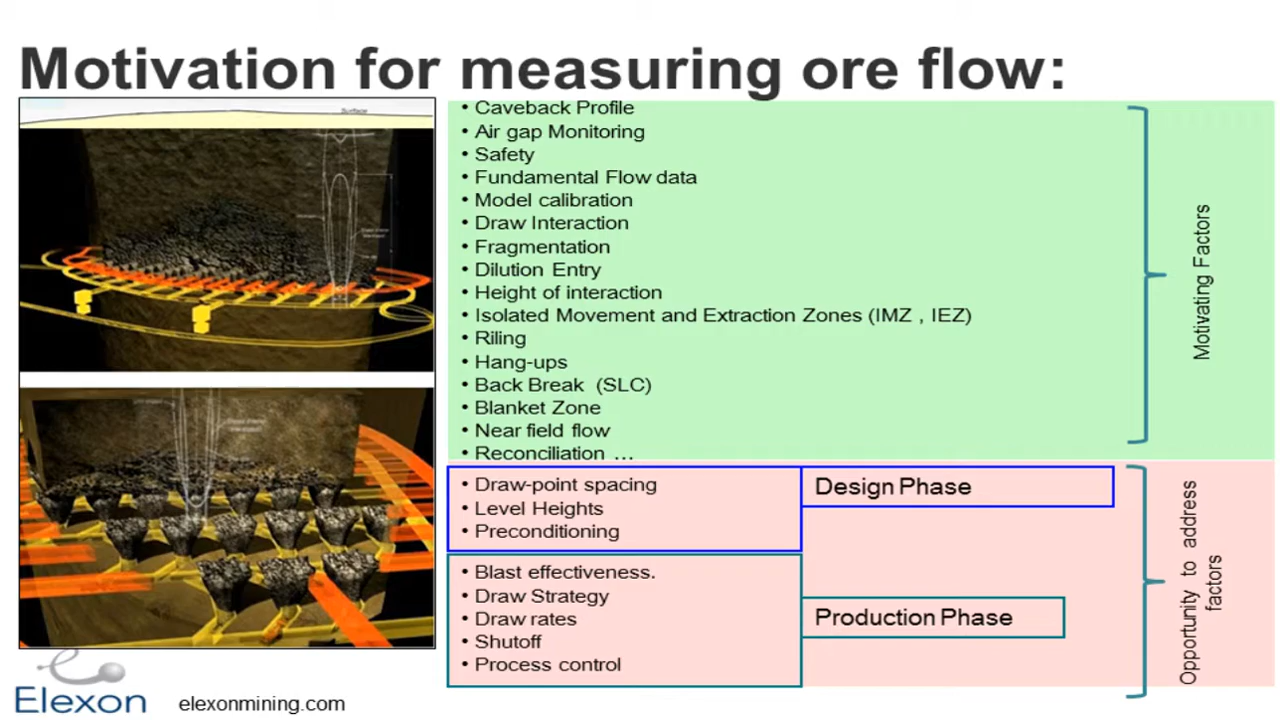 Motivation for measuring ore flow:
Surface
• Caveback Profile
• Air gap Monitoring
• Safety
• Fundamental Flow data
• Model calibration
• Draw Interaction
• Fragmentation
• Dilution Entry
• Height of interaction
• Isolated Movement and Extraction Zones (IMZ , IEZ)
• Riling
• Hang-ups
• Back Break (SLC)
• Blanket Zone
• Near field flow
• Reconciliation ...
Motivating Factors
• Draw-point spacing
• Level Heights
• Preconditioning
Design Phase
• Blast effectiveness.
• Draw Strategy
• Draw rates
• Shutoff
• Process control
Production Phase
Opportunity to address
factors
Elexon
elexonmining.com